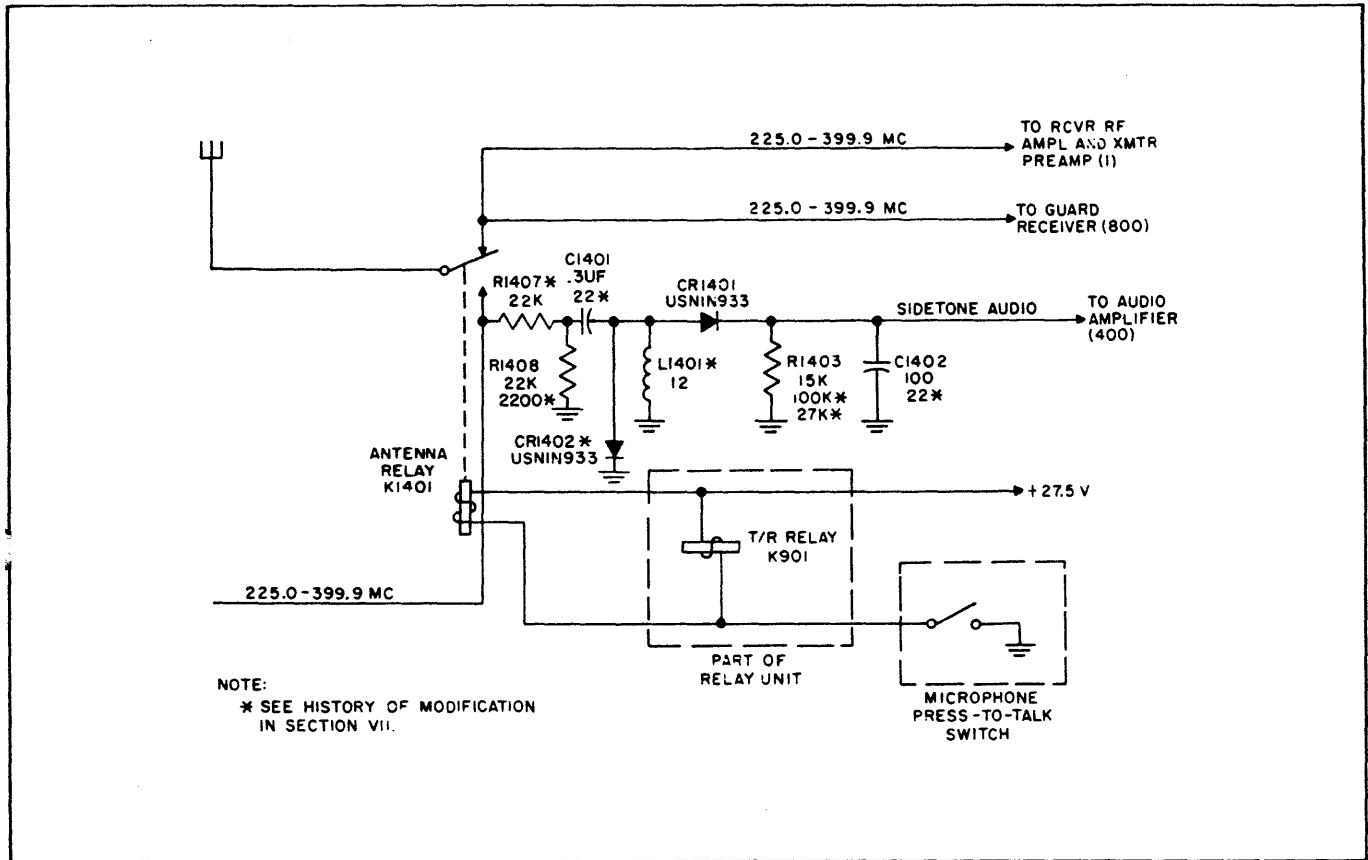 225.0-399.9 MC
TO RCVR RF
AMPL AND XMTR
PREAMP (1)
225.0-399.9 MC
TO GUARD
RECEIVER (800)
R1407*
22K
C1401
.3UF
22*
CR1401
USN1N933
SIDETONE AUDIO
TO AUDIO
AMPLIFIER
(400)
R1408
22K
2200*
L1401*
12
R1403
15K
100K*
27K*
C1402
100
22*
CR1402*
USN1N933
ANTENNA
RELAY
K1401
+27.5 V
T/R RELAY
K901
225.0-399.9 MC
PART OF
RELAY UNIT
MICROPHONE
PRESS-TO-TALK
SWITCH
NOTE:
* SEE HISTORY OF MODIFICATION
IN SECTION VII.